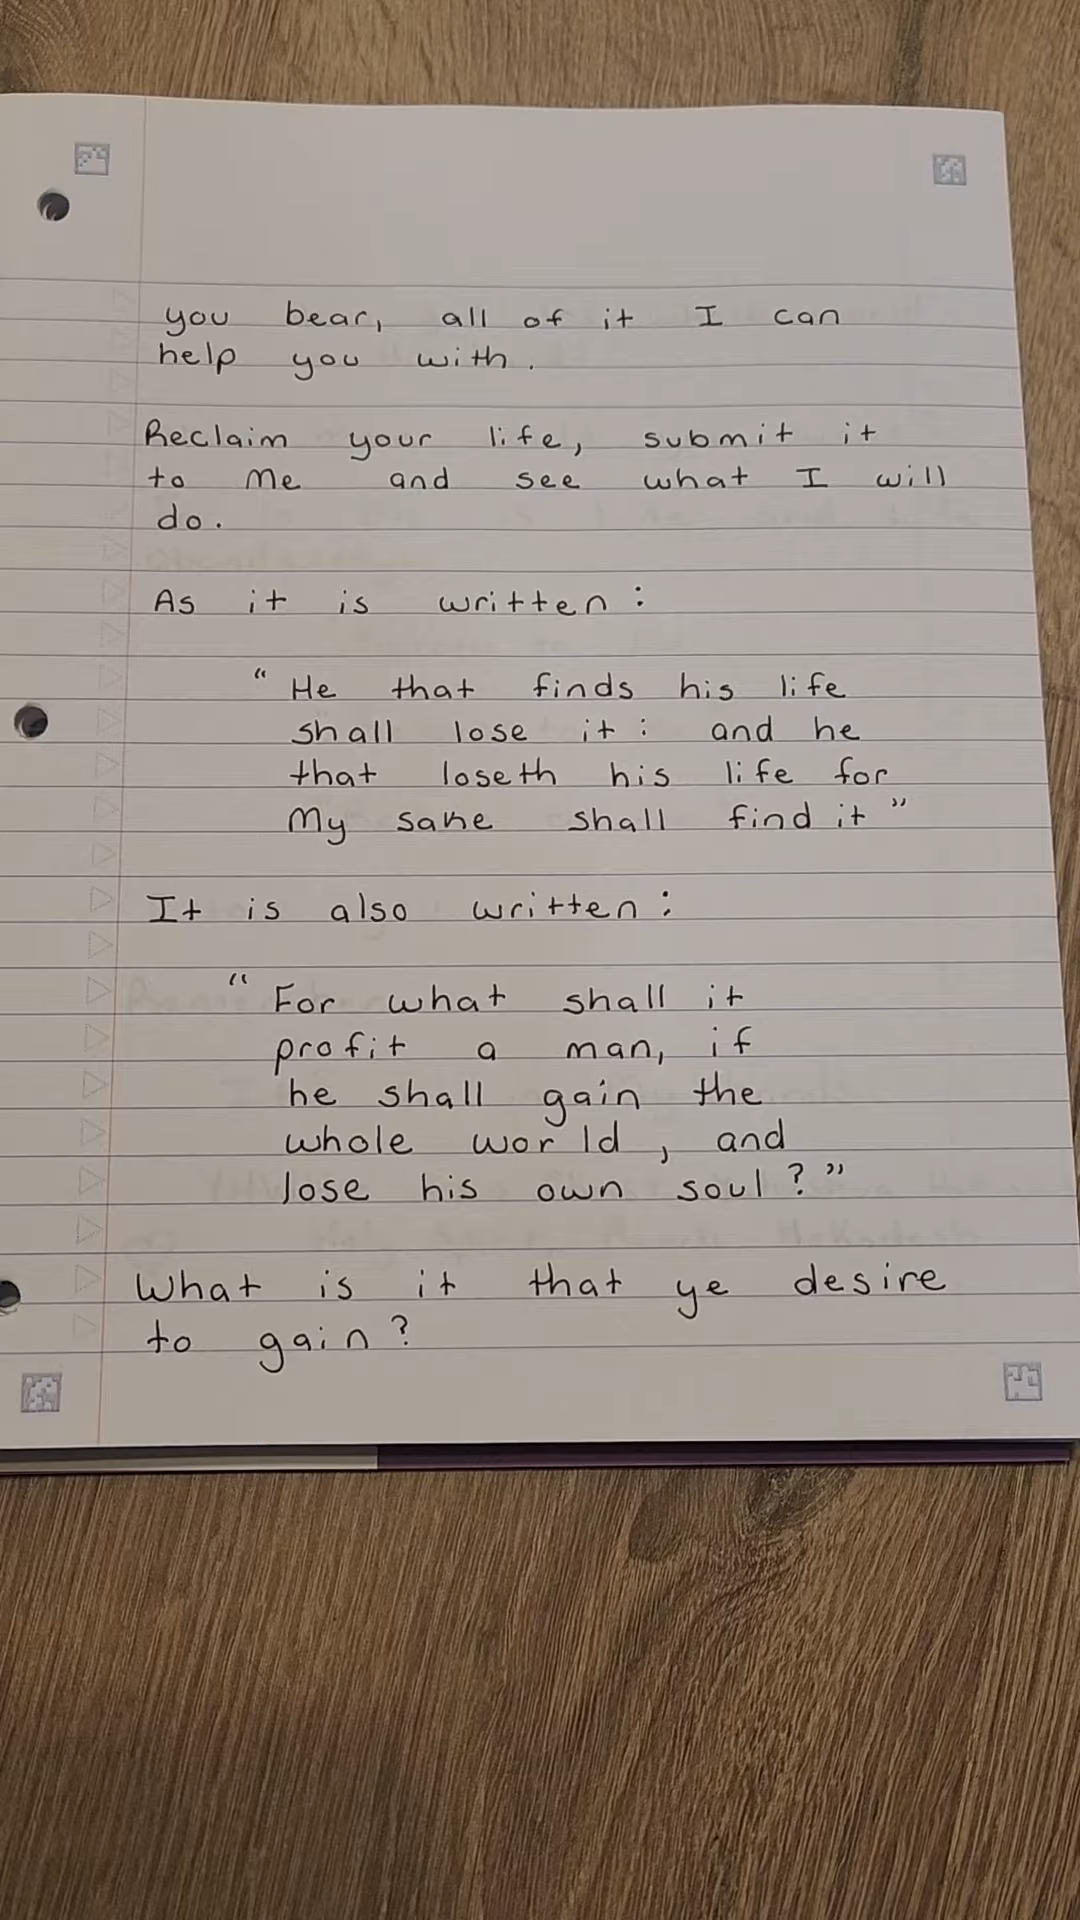 you bear, all of it I can
help you with.
Reclaim your life, submit it
to Me and see what I will
do.
As it is written:
"He that finds his life
shall lose it: and he
that loseth his life for
My sake shall find it"
It is also written:
"For what shall it
profit a man, if
he shall gain the
whole world, and
lose his own soul?"
What is it that ye desire
to gain?